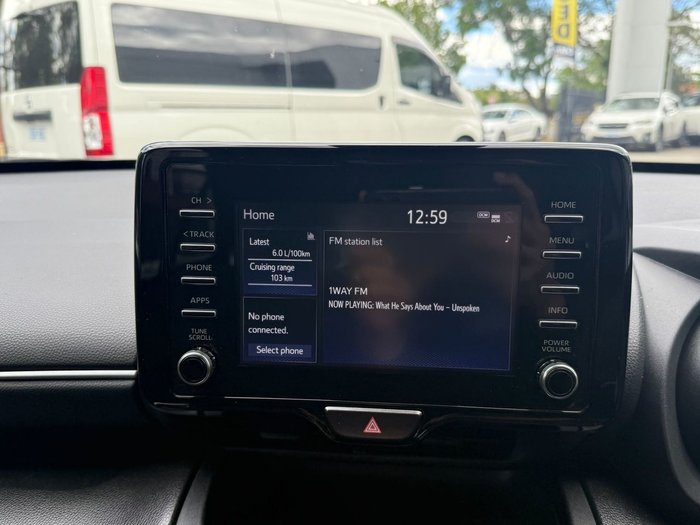 CH >
< TRACK
PHONE
APPS
TUNE
SCROLL
Home
12:59
DCM
DCM
Latest
6.0 L/100km
Cruising range
103 km
No phone
connected.
Select phone
FM station list
1WAY FM
NOW PLAYING: What He Says About You – Unspoken
HOME
MENU
AUDIO
INFO
POWER
VOLUME